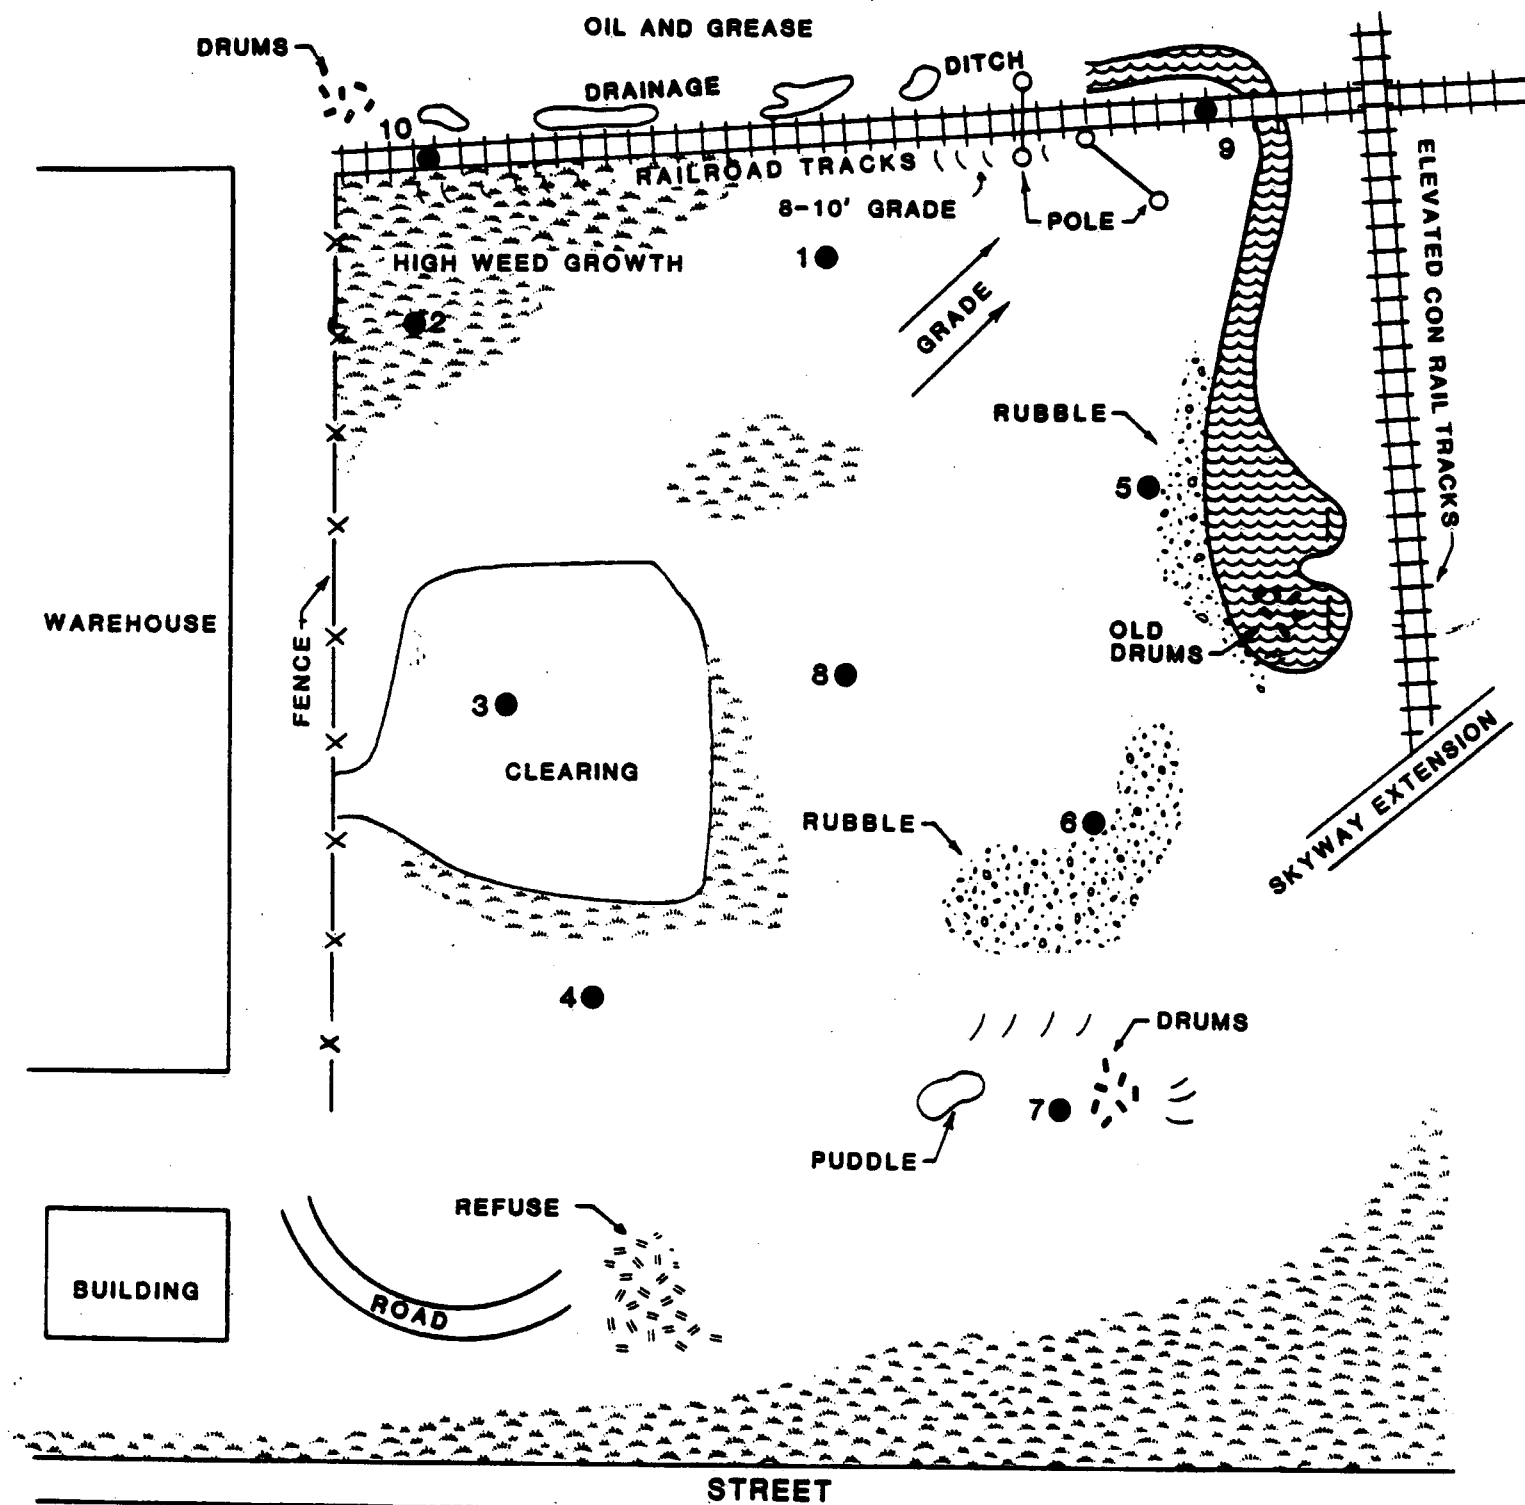 OIL AND GREASE
DRUMS
DITCH
DRAINAGE
10
9
RAILROAD TRACKS
8-10' GRADE
POLE
ELEVATED CON RAIL TRACKS
1
HIGH WEED GROWTH
GRADE
2
RUBBLE
5
WAREHOUSE
FENCE
OLD
DRUMS
8
3
CLEARING
SKYWAY EXTENSION
RUBBLE
6
4
DRUMS
7
PUDDLE
REFUSE
BUILDING
ROAD
STREET